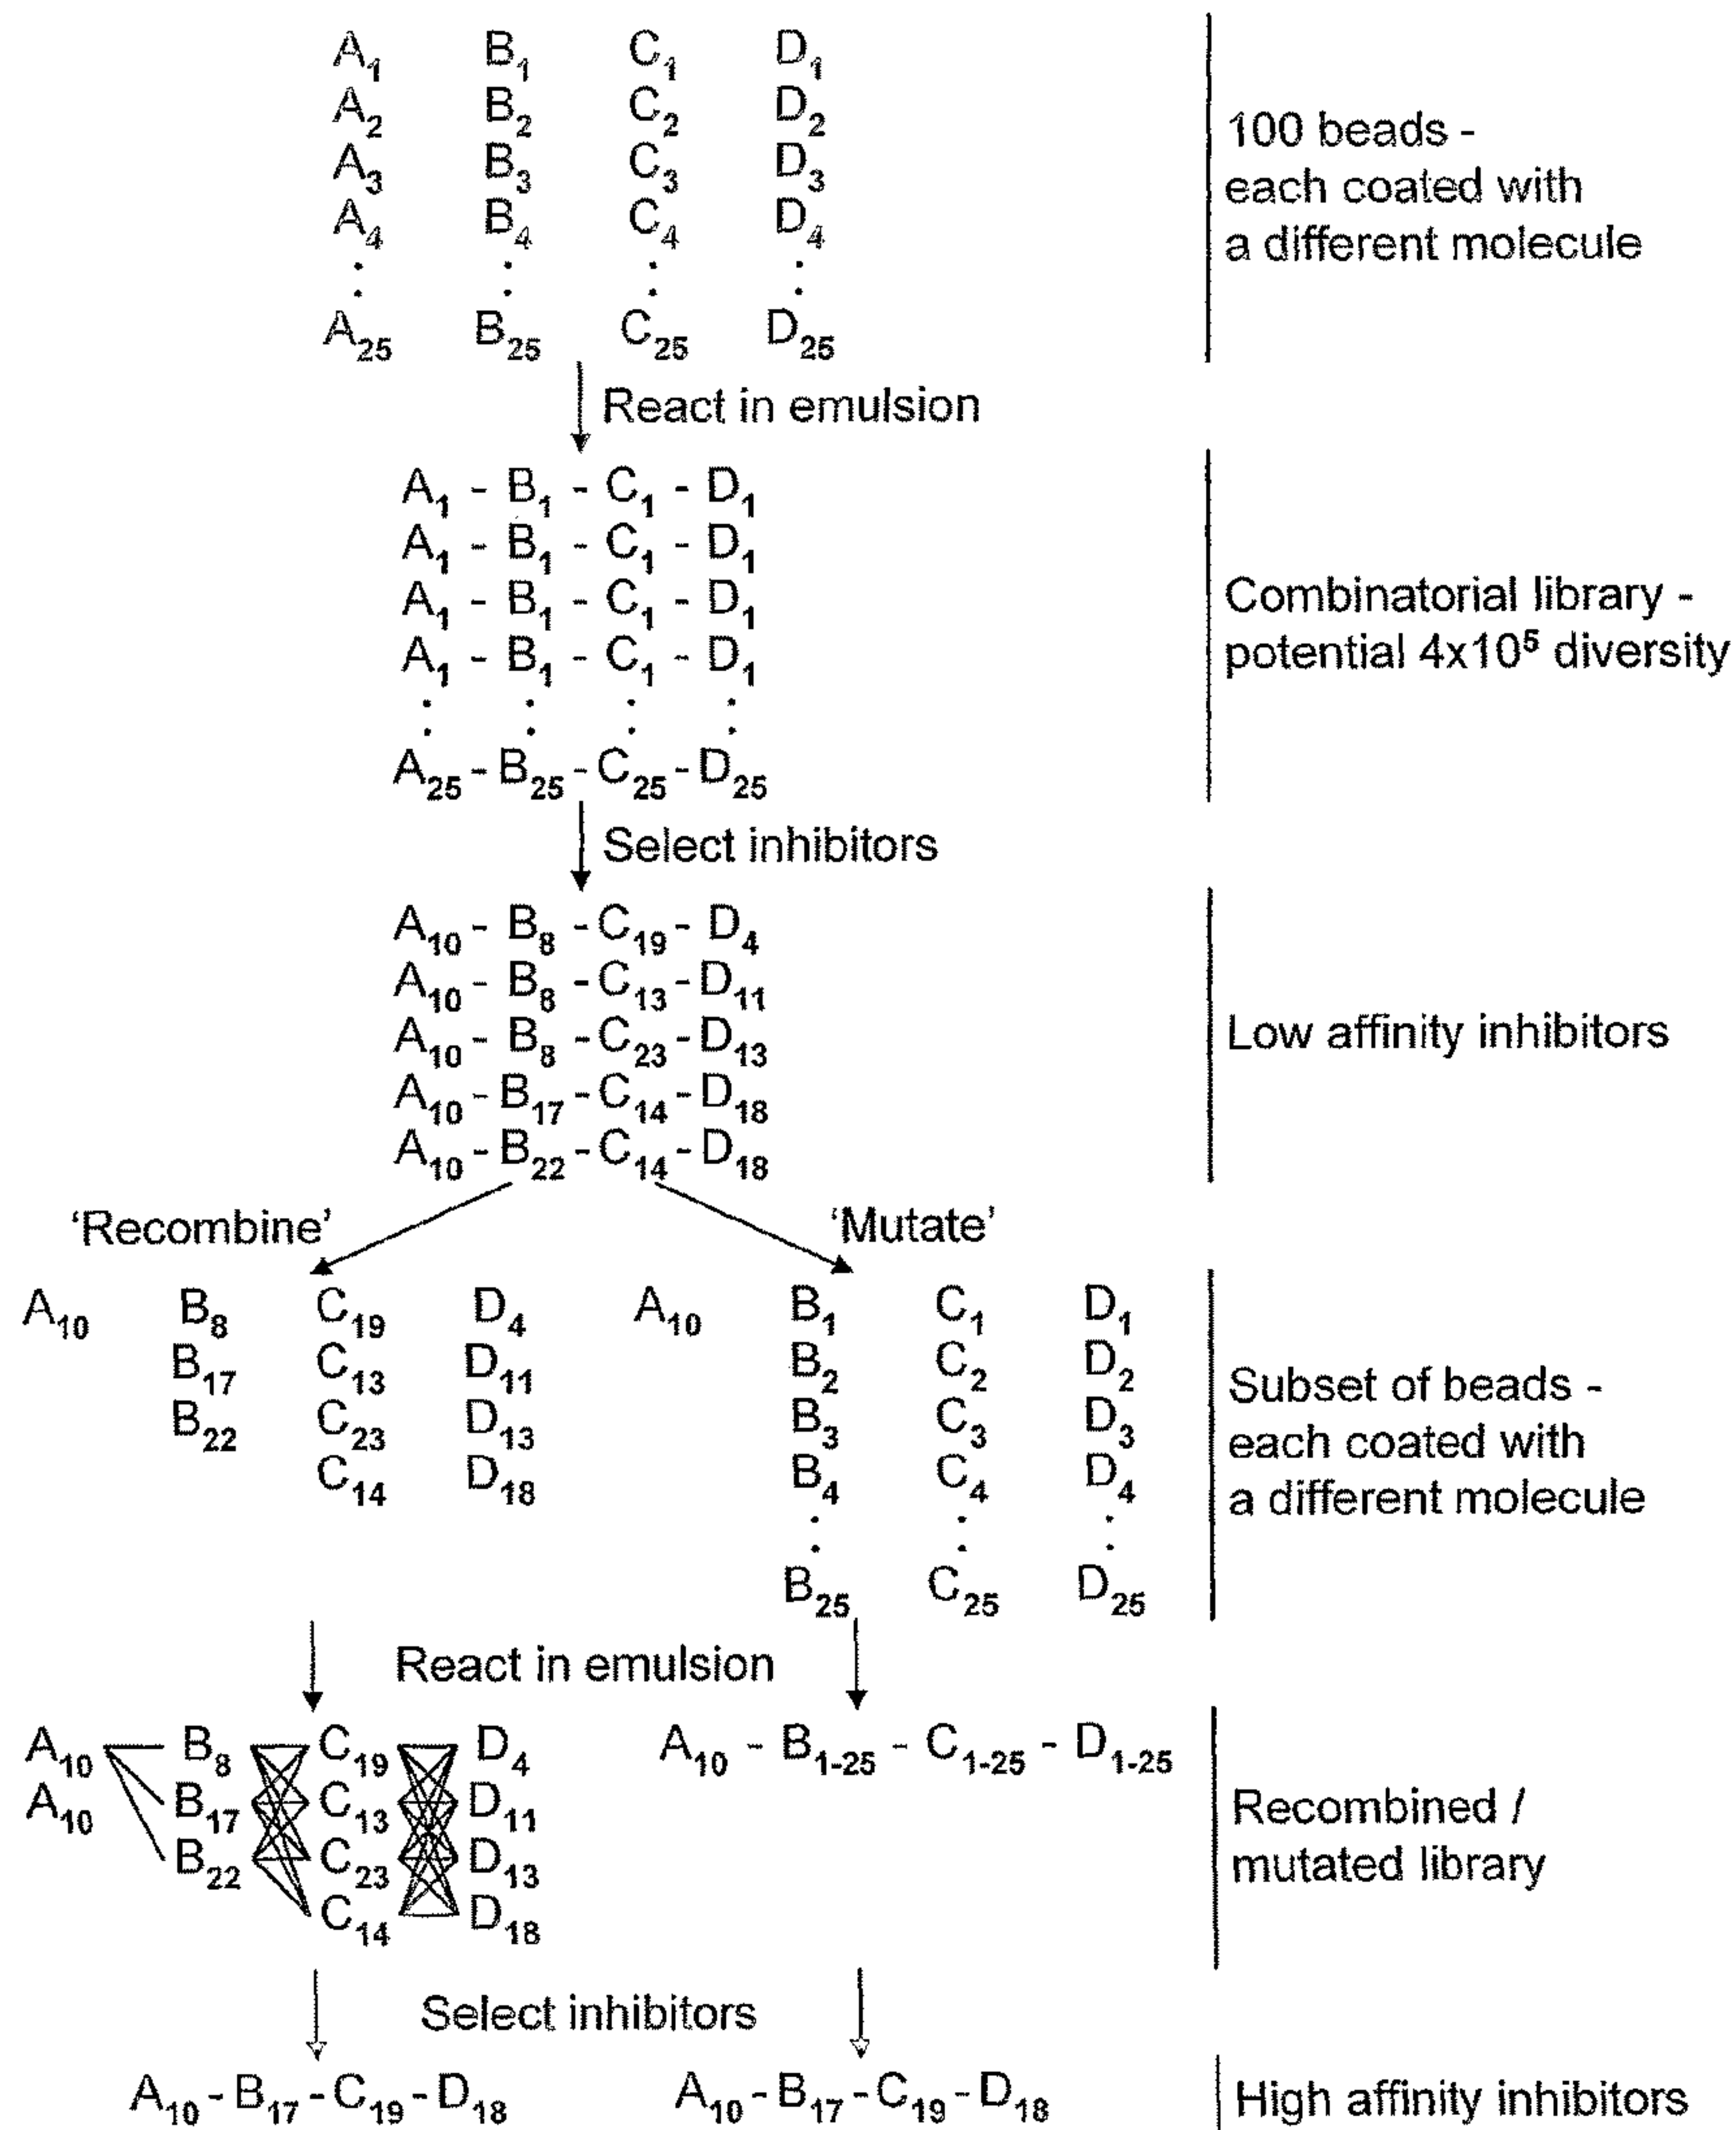 A₁ B₁ C₁ D₁
A₂ B₂ C₂ D₂
A₃ B₃ C₃ D₃
A₄ B₄ C₄ D₄
: : : :
A₂₅ B₂₅ C₂₅ D₂₅
100 beads -
each coated with
a different molecule
React in emulsion
A₁ - B₁ - C₁ - D₁
A₁ - B₁ - C₁ - D₁
A₁ - B₁ - C₁ - D₁
A₁ - B₁ - C₁ - D₁
: : : :
A₂₅ - B₂₅ - C₂₅ - D₂₅
Combinatorial library -
potential 4x10⁵ diversity
Select inhibitors
A₁₀ - B₈ - C₁₉ - D₄
A₁₀ - B₈ - C₁₃ - D₁₁
A₁₀ - B₈ - C₂₃ - D₁₃
A₁₀ - B₁₇ - C₁₄ - D₁₈
A₁₀ - B₂₂ - C₁₄ - D₁₈
Low affinity inhibitors
‘Recombine’ ‘Mutate’
A₁₀ B₈ C₁₉ D₄ A₁₀ B₁ C₁ D₁
B₁₇ C₁₃ D₁₁ B₂ C₂ D₂
B₂₂ C₂₃ D₁₃ B₃ C₃ D₃
C₁₄ D₁₈ B₄ C₄ D₄
: : :
B₂₅ C₂₅ D₂₅
Subset of beads -
each coated with
a different molecule
React in emulsion
A₁₀ B₈ C₁₉ D₄ A₁₀ - B₁₋₂₅ - C₁₋₂₅ - D₁₋₂₅
A₁₀ B₁₇ C₁₃ D₁₁
B₂₂ C₂₃ D₁₃
C₁₄ D₁₈
Recombined /
mutated library
Select inhibitors
A₁₀ - B₁₇ - C₁₉ - D₁₈ A₁₀ - B₁₇ - C₁₉ - D₁₈
High affinity inhibitors